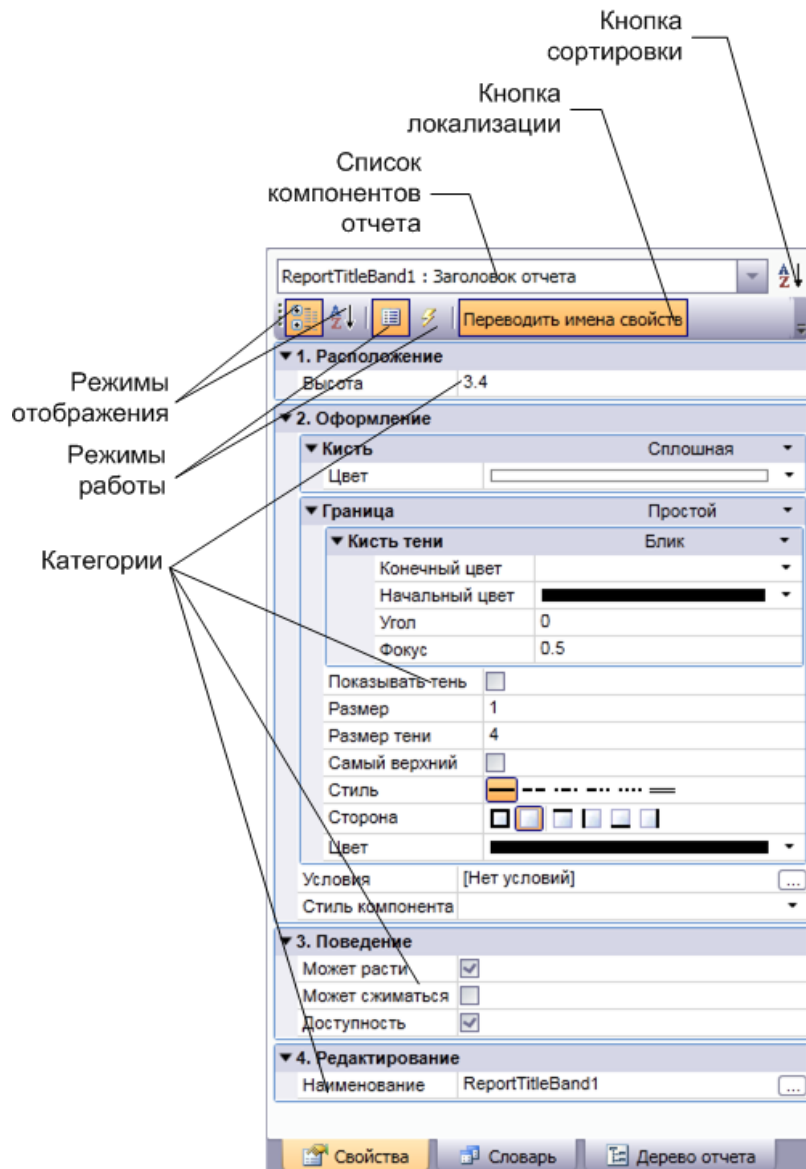 Кнопка
сортировки
Кнопка
локализации
Список
компонентов
отчета
ReportTitleBand1 : Заголовок отчета
Переводить имена свойств
1. Расположение
Высота 3.4
Режимы
отображения
2. Оформление
Режимы
работы
Кисть Сплошная
Цвет
Граница Простой
Категории
Кисть тени Блик
Конечный цвет
Начальный цвет
Угол 0
Фокус 0.5
Показывать тень
Размер 1
Размер тени 4
Самый верхний
Стиль
Сторона
Цвет
Условия [Нет условий] ...
Стиль компонента
3. Поведение
Может расти
Может сжиматься
Доступность
4. Редактирование
Наименование ReportTitleBand1 ...
Свойства Словарь Дерево отчета